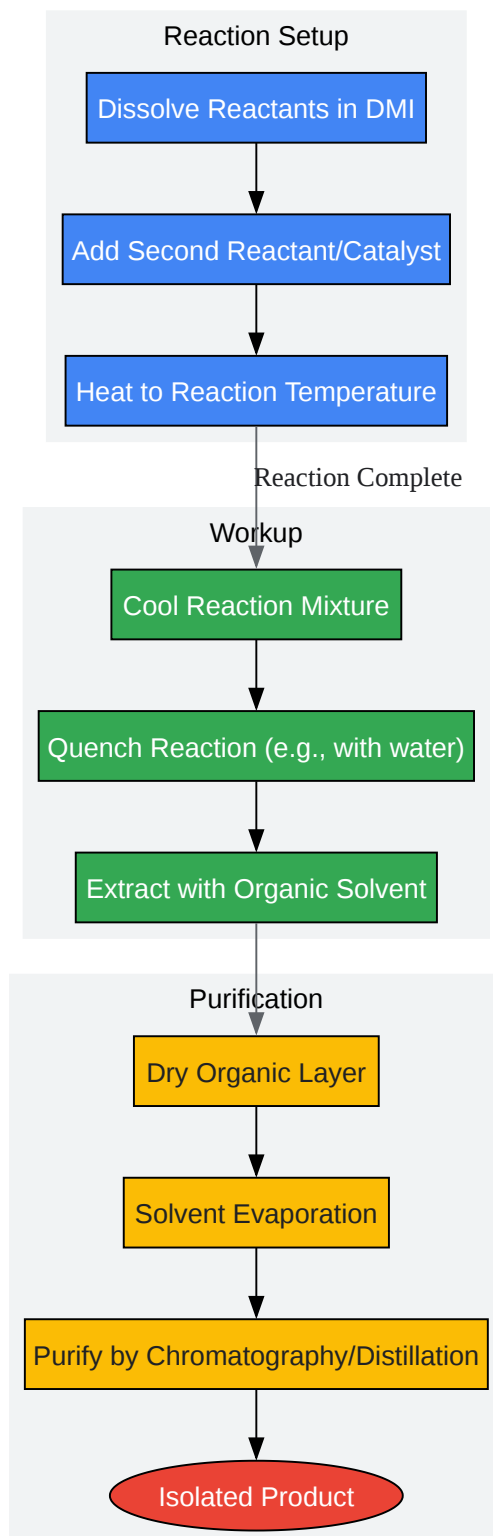 Reaction Setup
Dissolve Reactants in DMI
Add Second Reactant/Catalyst
Heat to Reaction Temperature
Reaction Complete
Workup
Cool Reaction Mixture
Quench Reaction (e.g., with water)
Extract with Organic Solvent
Purification
Dry Organic Layer
Solvent Evaporation
Purify by Chromatography/Distillation
Isolated Product